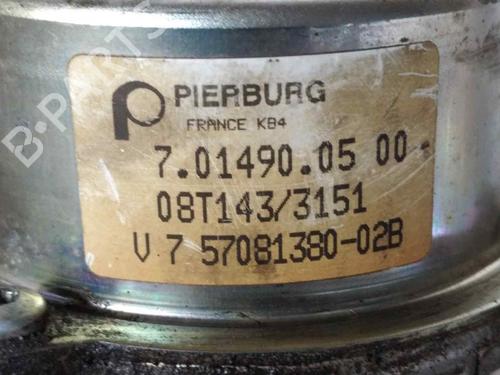 PIERBURG
FRANCE KB4
7.01490.05 00
08T143/3151
V 7 57081380-02B
B-PARTS